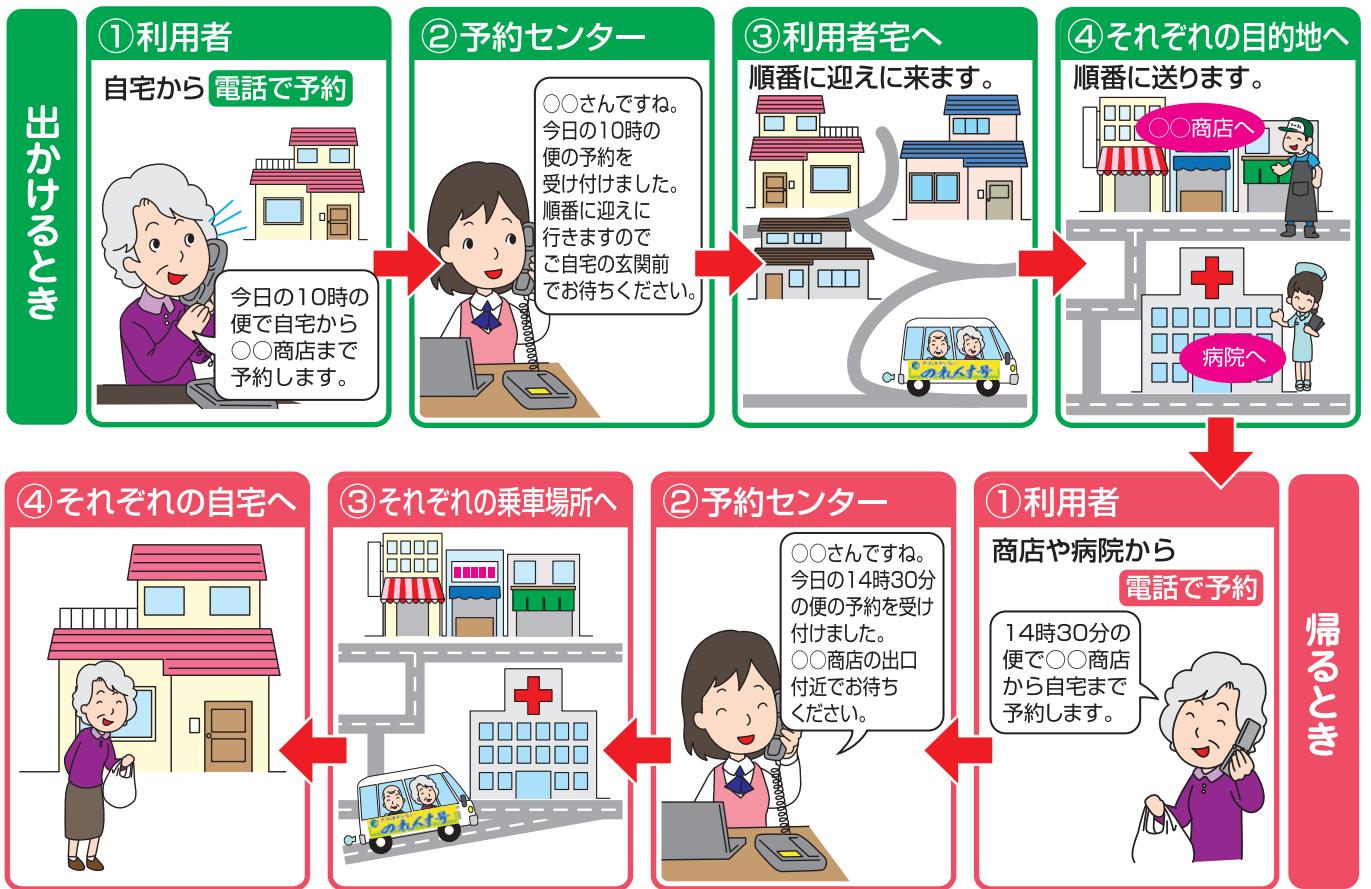 出かけるとき
①利用者
自宅から 電話で予約
今日の10時の
便で自宅から
○○商店まで
予約します。
②予約センター
○○さんですね。
今日の10時の
便の予約を
受け付けました。
順番に迎えに
行きますので
ご自宅の玄関前
でお待ちください。
③利用者宅へ
順番に迎えに来ます。
のれんす号
④それぞれの目的地へ
順番に送ります。
○○商店へ
病院へ
帰るとき
①利用者
商店や病院から
電話で予約
14時30分の
便で○○商店
から自宅まで
予約します。
②予約センター
○○さんですね。
今日の14時30分
の便の予約を受け
付けました。
○○商店の出口
付近でお待ち
ください。
③それぞれの乗車場所へ
のれんす号
④それぞれの自宅へ